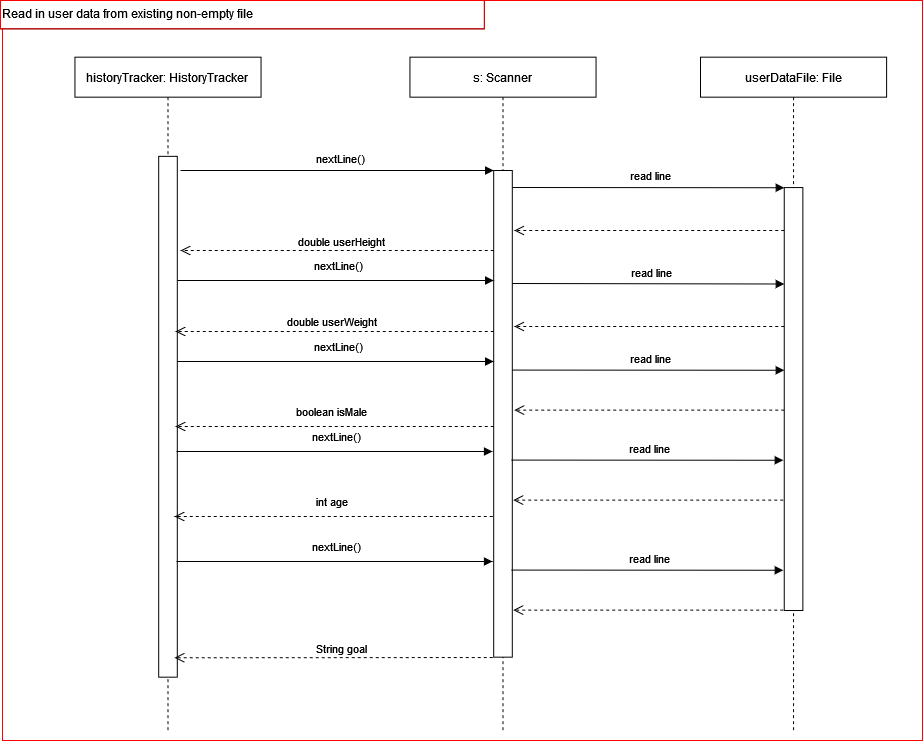 Read in user data from existing non-empty file
historyTracker: HistoryTracker
s: Scanner
userDataFile: File
nextLine()
read line
double userHeight
nextLine()
read line
double userWeight
nextLine()
read line
boolean isMale
nextLine()
read line
int age
nextLine()
read line
String goal